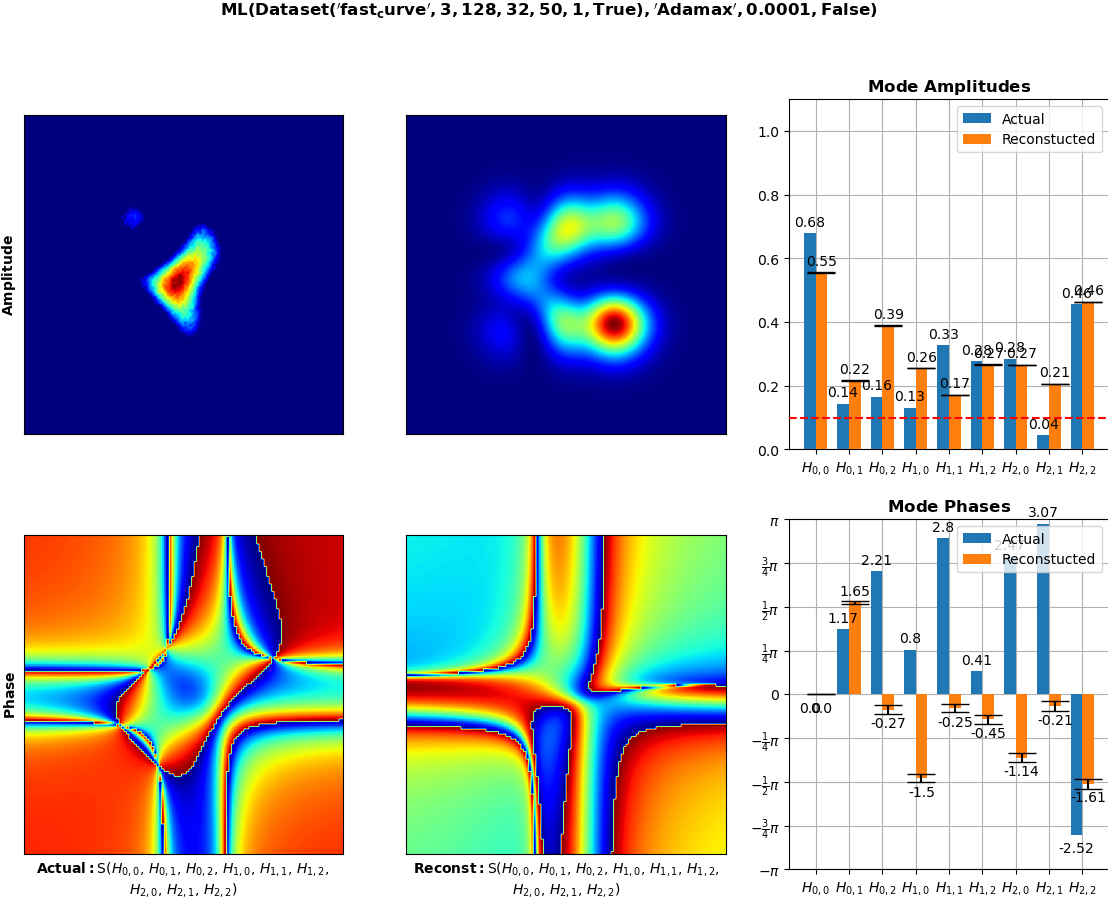 ML(Dataset('fast_curve', 3, 128, 32, 50, 1, True), 'Adamax', 0.0001, False)
Amplitude
Mode Amplitudes
Actual
Reconstucted
1.0
0.8
0.6
0.4
0.2
0.0
0.68
0.55
0.14
0.22
0.16
0.39
0.13
0.26
0.33
0.17
0.28
0.27
0.28
0.27
0.04
0.21
0.46
0.46
H0,0 H0,1 H0,2 H1,0 H1,1 H1,2 H2,0 H2,1 H2,2
Phase
Mode Phases
Actual
Reconstucted
π
3/4π
1/2π
1/4π
0
−1/4π
−1/2π
−3/4π
−π
0.0
0.0
1.17
1.65
2.21
-0.27
0.8
-1.5
2.8
-0.25
0.41
-0.45
2.47
-1.14
3.07
-0.21
-2.52
-1.61
H0,0 H0,1 H0,2 H1,0 H1,1 H1,2 H2,0 H2,1 H2,2
Actual: S(H0,0, H0,1, H0,2, H1,0, H1,1, H1,2,
H2,0, H2,1, H2,2)
Reconst: S(H0,0, H0,1, H0,2, H1,0, H1,1, H1,2,
H2,0, H2,1, H2,2)